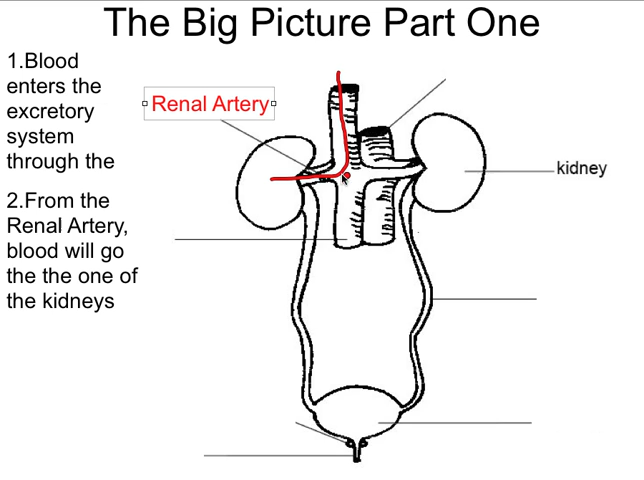 The Big Picture Part One
1.Blood
enters the
excretory
system
through the
Renal Artery
2.From the
Renal Artery,
blood will go
the the one of
the kidneys
kidney